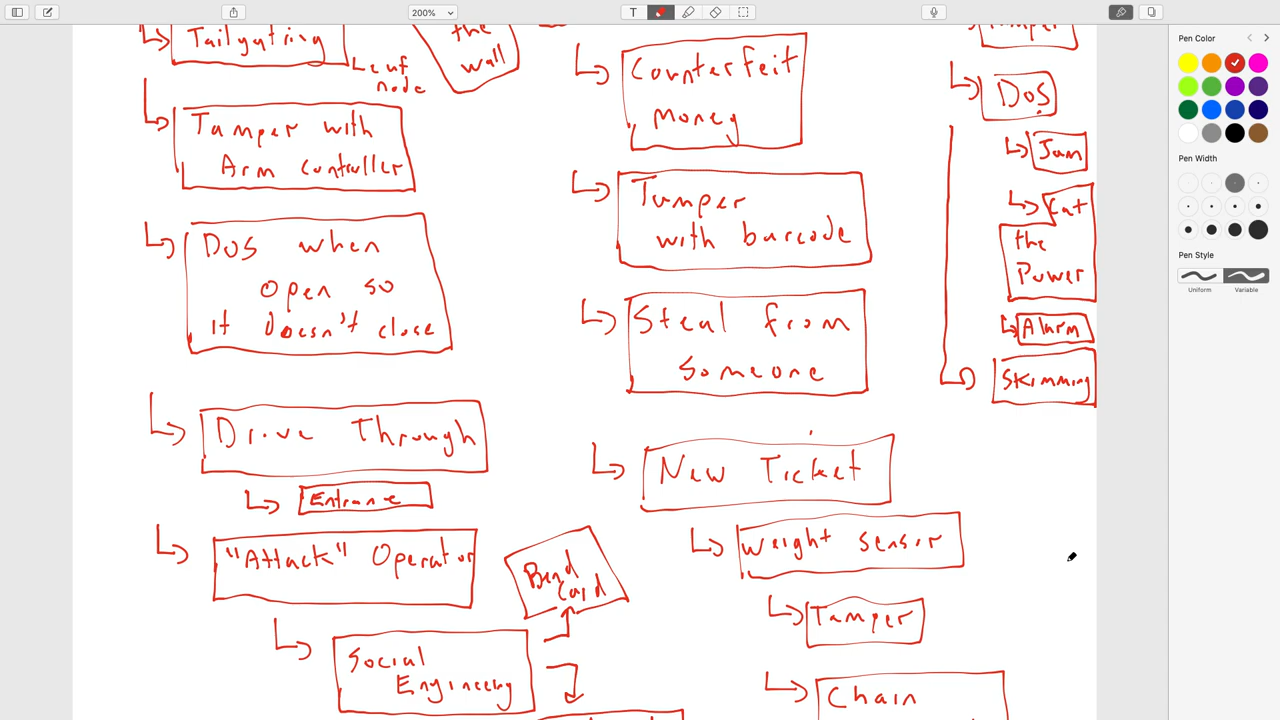 200%
T
Tailgating
Leaf
node
the
wall
Tamper with
Arm controller
DOS when
open so
it doesn't close
Drive Through
Entrance
"Attack" Operator
Bend
Card
Social
Engineering
Counterfeit
money
Tamper
with barcode
Steal from
Someone
New Ticket
weight sensor
Tamper
Chain
DoS
Jam
Cut
the
Power
Alarm
Skimming
Pen Color
Pen Width
Pen Style
Uniform
Variable